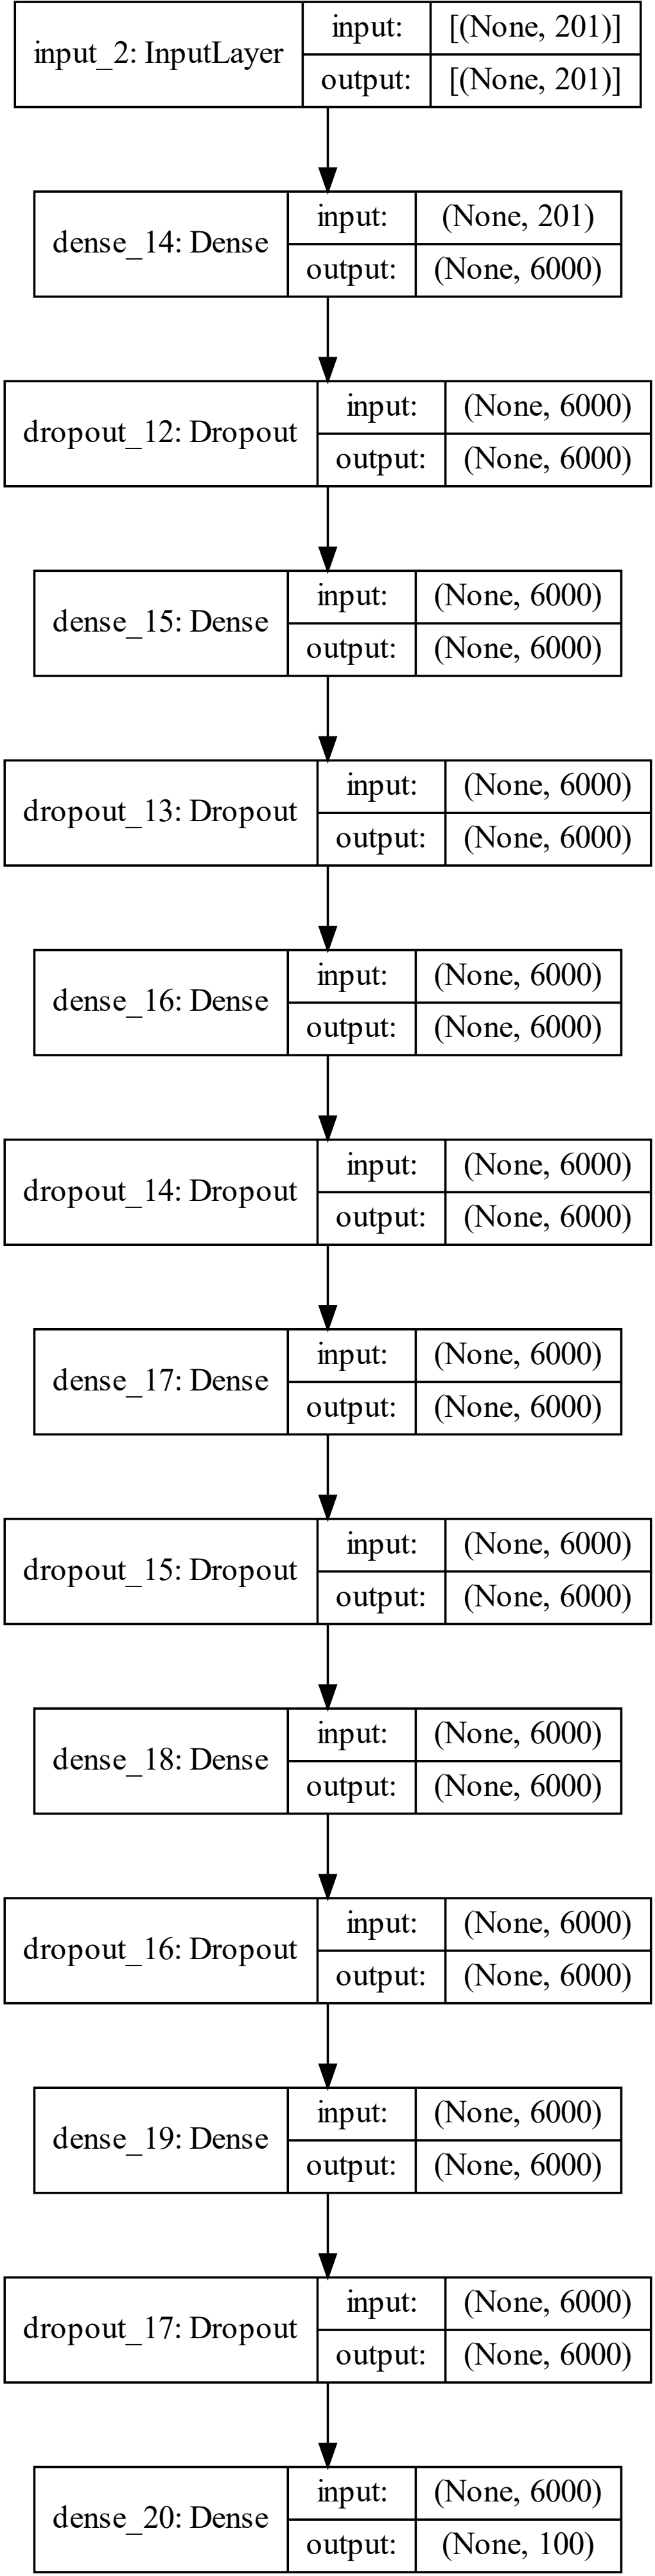 input_2: InputLayer
input:
[(None, 201)]
output:
[(None, 201)]
dense_14: Dense
input:
(None, 201)
output:
(None, 6000)
dropout_12: Dropout
input:
(None, 6000)
output:
(None, 6000)
dense_15: Dense
input:
(None, 6000)
output:
(None, 6000)
dropout_13: Dropout
input:
(None, 6000)
output:
(None, 6000)
dense_16: Dense
input:
(None, 6000)
output:
(None, 6000)
dropout_14: Dropout
input:
(None, 6000)
output:
(None, 6000)
dense_17: Dense
input:
(None, 6000)
output:
(None, 6000)
dropout_15: Dropout
input:
(None, 6000)
output:
(None, 6000)
dense_18: Dense
input:
(None, 6000)
output:
(None, 6000)
dropout_16: Dropout
input:
(None, 6000)
output:
(None, 6000)
dense_19: Dense
input:
(None, 6000)
output:
(None, 6000)
dropout_17: Dropout
input:
(None, 6000)
output:
(None, 6000)
dense_20: Dense
input:
(None, 6000)
output:
(None, 100)